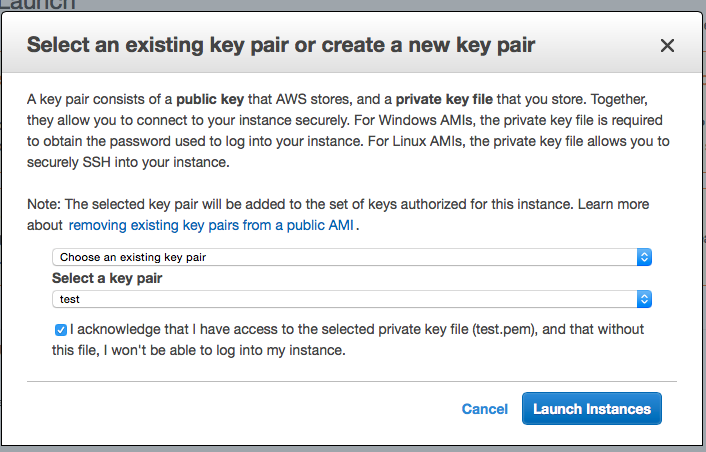 Launch
Select an existing key pair or create a new key pair
A key pair consists of a public key that AWS stores, and a private key file that you store. Together,
they allow you to connect to your instance securely. For Windows AMIs, the private key file is required
to obtain the password used to log into your instance. For Linux AMIs, the private key file allows you to
securely SSH into your instance.
Note: The selected key pair will be added to the set of keys authorized for this instance. Learn more
about removing existing key pairs from a public AMI.
Choose an existing key pair
Select a key pair
test
I acknowledge that I have access to the selected private key file (test.pem), and that without
this file, I won't be able to log into my instance.
Cancel Launch Instances